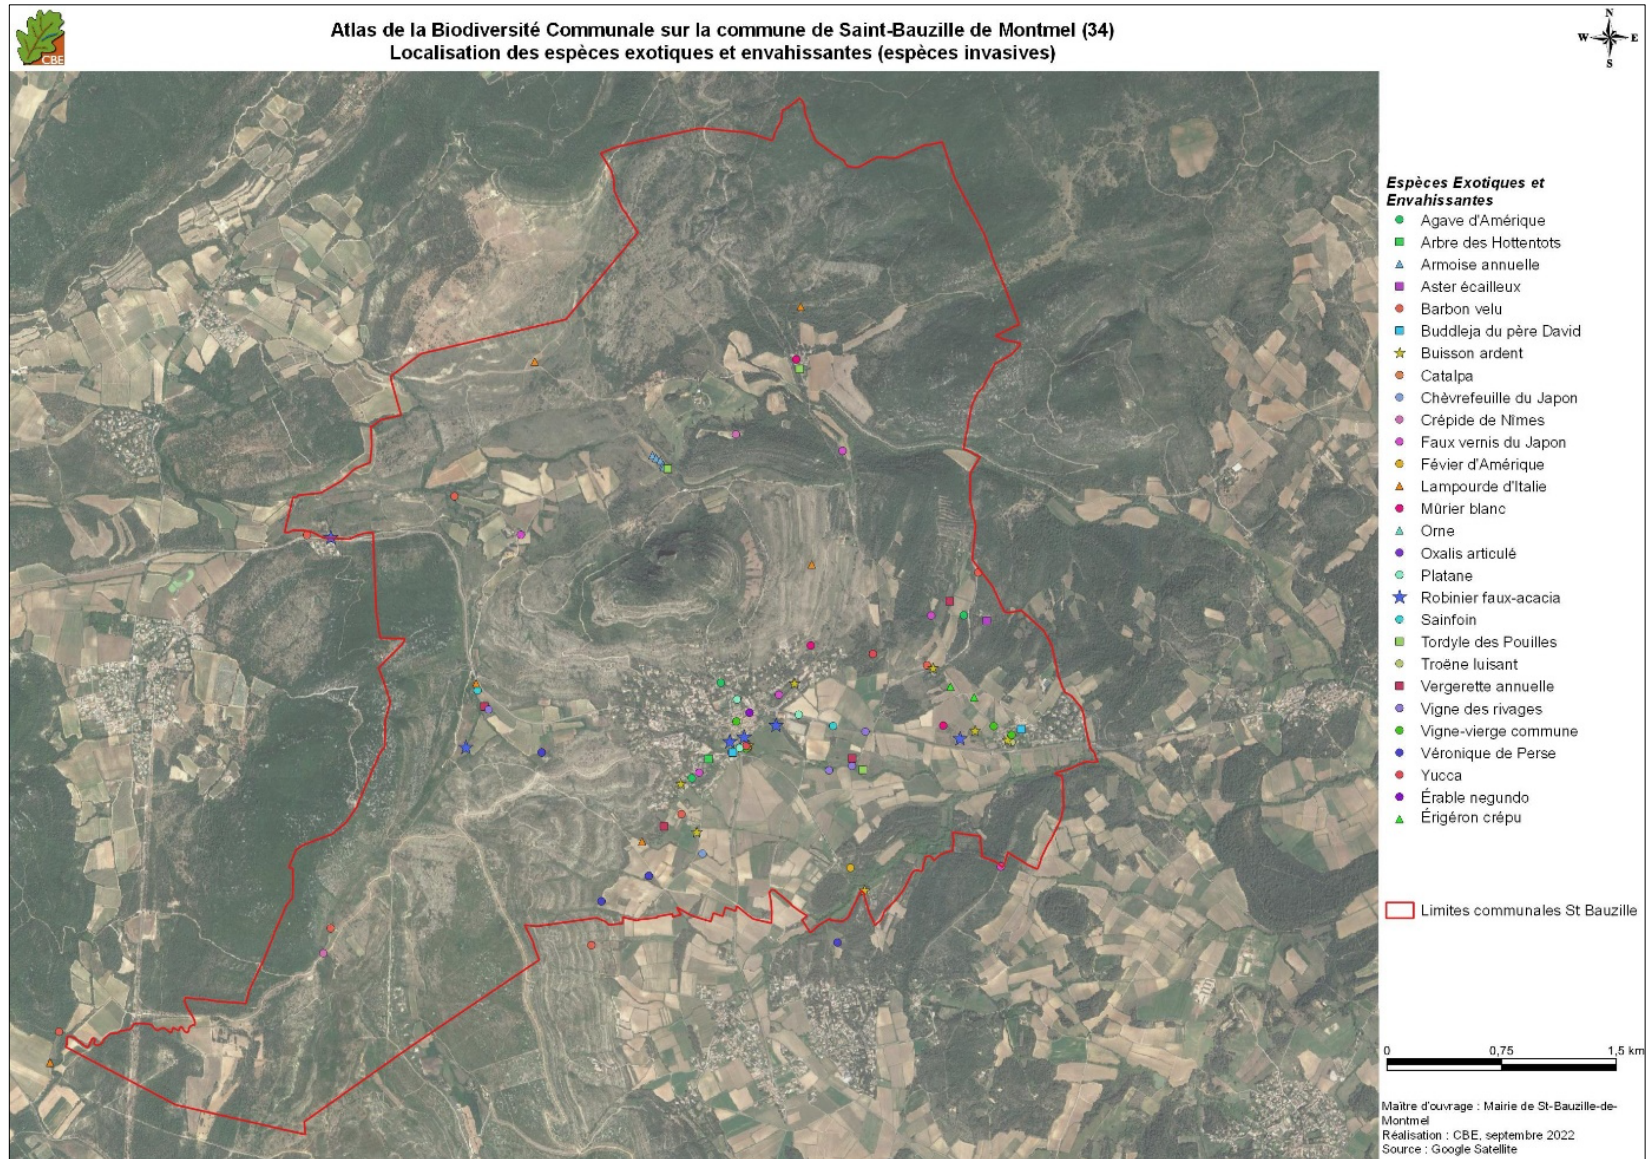 Atlas de la Biodiversité Communale sur la commune de Saint-Bauzille de Montmel (34)
Localisation des espèces exotiques et envahissantes (espèces invasives)
CBE
N
W
E
S
Espèces Exotiques et
Envahissantes
Agave d'Amérique
Arbre des Hottentots
Armoise annuelle
Aster écailleux
Barbon velu
Buddleja du père David
Buisson ardent
Catalpa
Chèvrefeuille du Japon
Crépide de Nîmes
Faux vernis du Japon
Févier d'Amérique
Lampourde d'Italie
Mûrier blanc
Orne
Oxalis articulé
Platane
Robinier faux-acacia
Sainfoin
Tordyle des Pouilles
Troëne luisant
Vergerette annuelle
Vigne des rivages
Vigne-vierge commune
Véronique de Perse
Yucca
Érable negundo
Érigéron crépu
Limites communales St Bauzille
0 0,75 1,5 km
Maître d'ouvrage : Mairie de St-Bauzille-de-
Montmel
Réalisation : CBE, septembre 2022
Source : Google Satellite